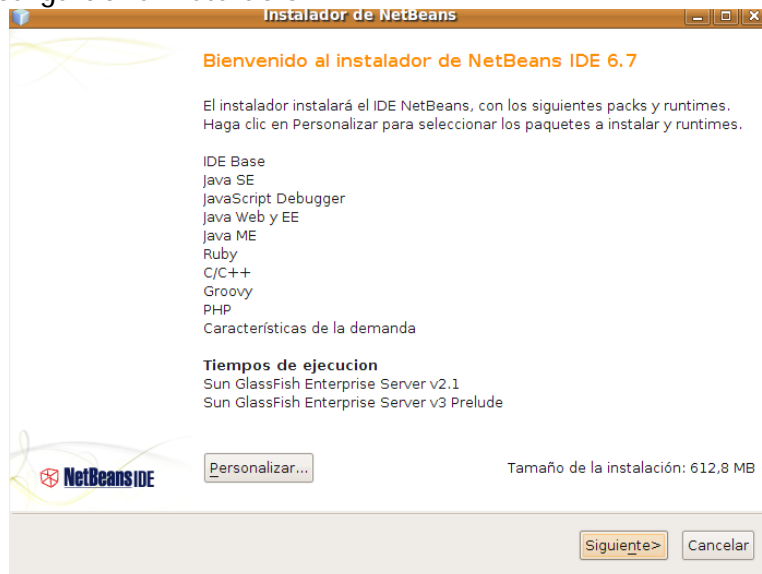 Instalador de NetBeans
Bienvenido al instalador de NetBeans IDE 6.7
El instalador instalará el IDE NetBeans, con los siguientes packs y runtimes.
Haga clic en Personalizar para seleccionar los paquetes a instalar y runtimes.
IDE Base
Java SE
JavaScript Debugger
Java Web y EE
Java ME
Ruby
C/C++
Groovy
PHP
Características de la demanda
Tiempos de ejecucion
Sun GlassFish Enterprise Server v2.1
Sun GlassFish Enterprise Server v3 Prelude
NetBeans IDE
Personalizar...
Tamaño de la instalación: 612,8 MB
Siguiente>
Cancelar